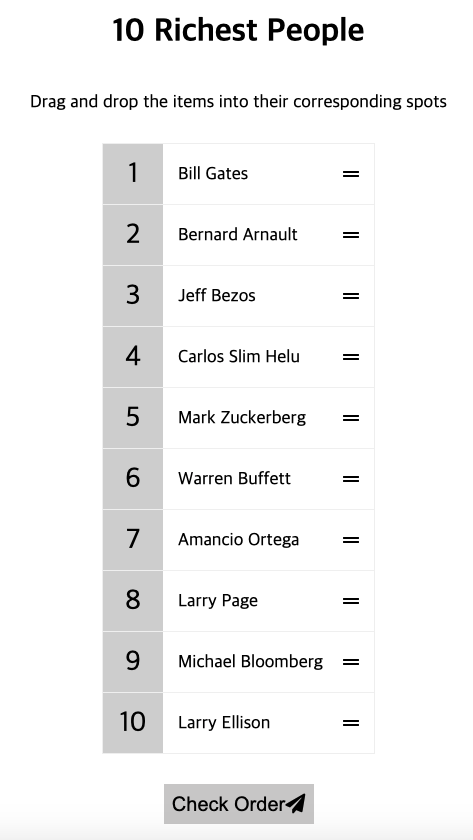 10 Richest People
Drag and drop the items into their corresponding spots
1 Bill Gates
2 Bernard Arnault
3 Jeff Bezos
4 Carlos Slim Helu
5 Mark Zuckerberg
6 Warren Buffett
7 Amancio Ortega
8 Larry Page
9 Michael Bloomberg
10 Larry Ellison
Check Order